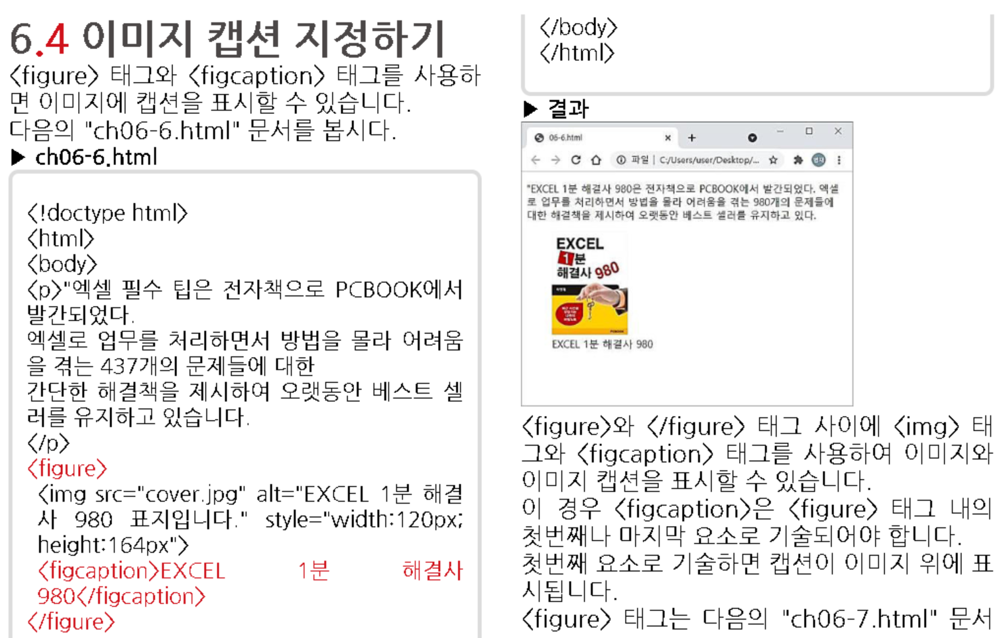 6.4 이미지 캡션 지정하기
<figure> 태그와 <figcaption> 태그를 사용하
면 이미지에 캡션을 표시할 수 있습니다.
다음의 "ch06-6.html" 문서를 봅시다.
▶ ch06-6.html
<!doctype html>
<html>
<body>
<p>"엑셀 필수 팁은 전자책으로 PCBOOK에서
발간되었다.
엑셀로 업무를 처리하면서 방법을 몰라 어려움
을 겪는 437개의 문제들에 대한
간단한 해결책을 제시하여 오랫동안 베스트 셀
러를 유지하고 있습니다.
</p>
<figure>
<img src="cover.jpg" alt="EXCEL 1분 해결
사 980 표지입니다." style="width:120px;
height:164px">
<figcaption>EXCEL 1분 해결사
980</figcaption>
</figure>
</body>
</html>
▶ 결과
06-6.html
파일 | C:/Users/user/Desktop/...
"EXCEL 1분 해결사 980은 전자책으로 PCBOOK에서 발간되었다. 엑셀
로 업무를 처리하면서 방법을 몰라 어려움을 겪는 980개의 문제들에
대한 해결책을 제시하여 오랫동안 베스트 셀러를 유지하고 있다.
EXCEL
1분
해결사 980
EXCEL 1분 해결사 980
<figure>와 </figure> 태그 사이에 <img> 태
그와 <figcaption> 태그를 사용하여 이미지와
이미지 캡션을 표시할 수 있습니다.
이 경우 <figcaption>은 <figure> 태그 내의
첫번째나 마지막 요소로 기술되어야 합니다.
첫번째 요소로 기술하면 캡션이 이미지 위에 표
시됩니다.
<figure> 태그는 다음의 "ch06-7.html" 문서